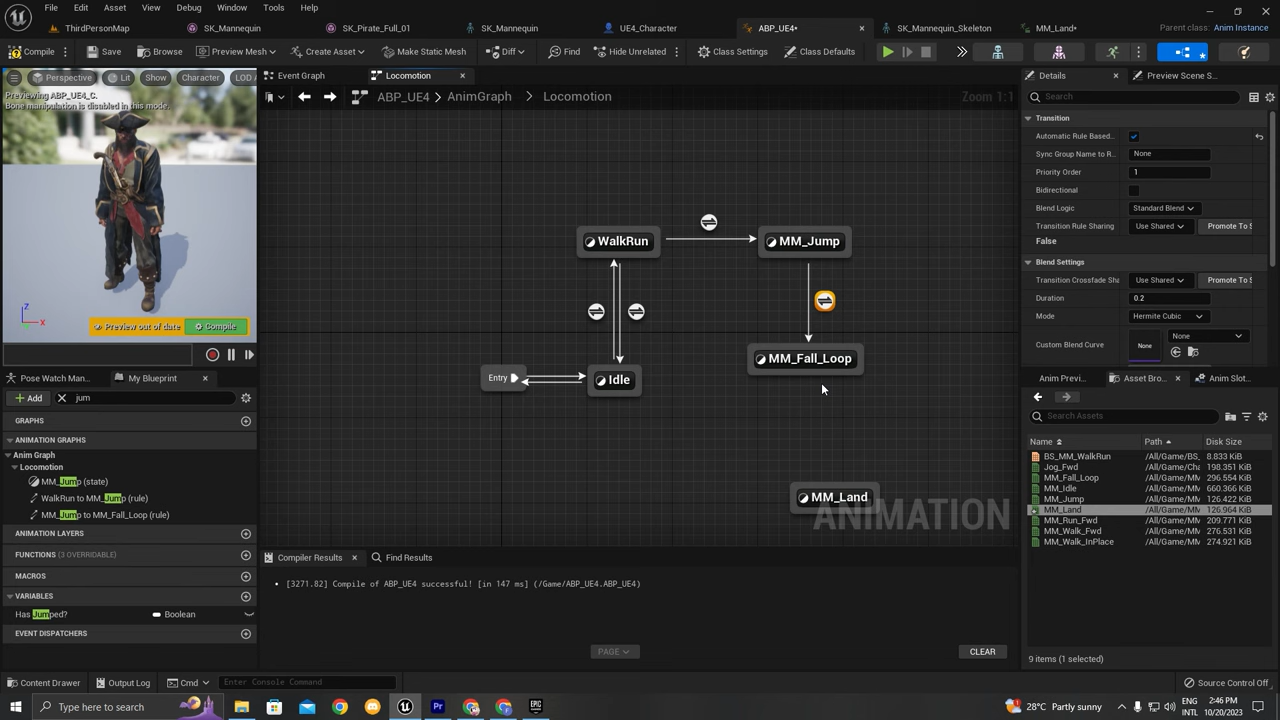 File Edit Asset View Debug Window Tools Help
ThirdPersonMap
SK_Mannequin
SK_Pirate_Full_01
SK_Mannequin
UE4_Character
ABP_UE4*
SK_Mannequin_Skeleton
MM_Land*
Parent class: Anim Instance
Compile
Save
Browse
Preview Mesh
Create Asset
Make Static Mesh
Diff
Find
Hide Unrelated
Class Settings
Class Defaults
Perspective
Lit
Show
Character
LOD A
Previewing ABP_UE4_C.
Bone manipulation is disabled in this mode.
Preview out of date
Compile
Event Graph
Locomotion
ABP_UE4 > AnimGraph > Locomotion
Zoom 1:1
WalkRun
MM_Jump
MM_Fall_Loop
Entry
Idle
MM_Land
ANIMATION
Details
Preview Scene S...
Search
Transition
Automatic Rule Based...
Sync Group Name to R...
None
Priority Order
1
Bidirectional
Blend Logic
Standard Blend
Transition Rule Sharing
Use Shared
Promote To S
False
Blend Settings
Transition Crossfade Sha
Use Shared
Promote To S
Duration
0.2
Mode
Hermite Cubic
Custom Blend Curve
None
None
Pose Watch Man...
My Blueprint
Add
jum
GRAPHS
ANIMATION GRAPHS
Anim Graph
Locomotion
MM_Jump (state)
WalkRun to MM_Jump (rule)
MM_Jump to MM_Fall_Loop (rule)
ANIMATION LAYERS
FUNCTIONS (3 OVERRIDABLE)
MACROS
VARIABLES
Has Jumped?
Boolean
EVENT DISPATCHERS
Compiler Results
Find Results
[3271.82] Compile of ABP_UE4 successful! [in 147 ms] (/Game/ABP_UE4.ABP_UE4)
PAGE
CLEAR
Anim Previ...
Asset Bro...
Anim Slot...
Search Assets
Name Path Disk Size
BS_MM_WalkRun /All/Game/BS_ 8.833 KiB
Jog_Fwd /All/Game/Cha 198.351 KiB
MM_Fall_Loop /All/Game/MM 296.554 KiB
MM_Idle /All/Game/MM 660.366 KiB
MM_Jump /All/Game/MM 126.422 KiB
MM_Land /All/Game/MM 126.964 KiB
MM_Run_Fwd /All/Game/MM 209.771 KiB
MM_Walk_Fwd /All/Game/MM 276.531 KiB
MM_Walk_InPlace /All/Game/MM 274.921 KiB
9 items (1 selected)
Content Drawer
Output Log
Cmd
Enter Console Command
Source Control Off
Type here to search
28°C Partly sunny
ENG
INTL
2:46 PM
10/20/2023